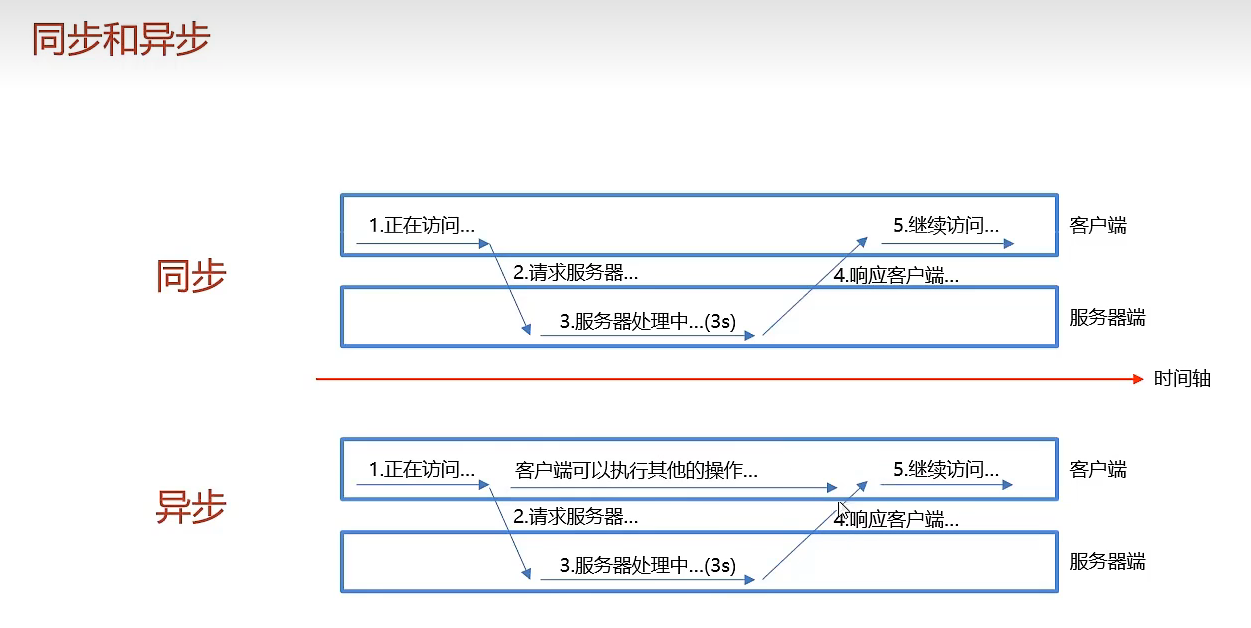 同步和异步
1.正在访问...
5.继续访问...
客户端
同步
2.请求服务器...
4.响应客户端...
3.服务器处理中...(3s)
服务器端
时间轴
1.正在访问...
客户端可以执行其他的操作...
5.继续访问...
客户端
异步
2.请求服务器...
4.响应客户端...
3.服务器处理中...(3s)
服务器端